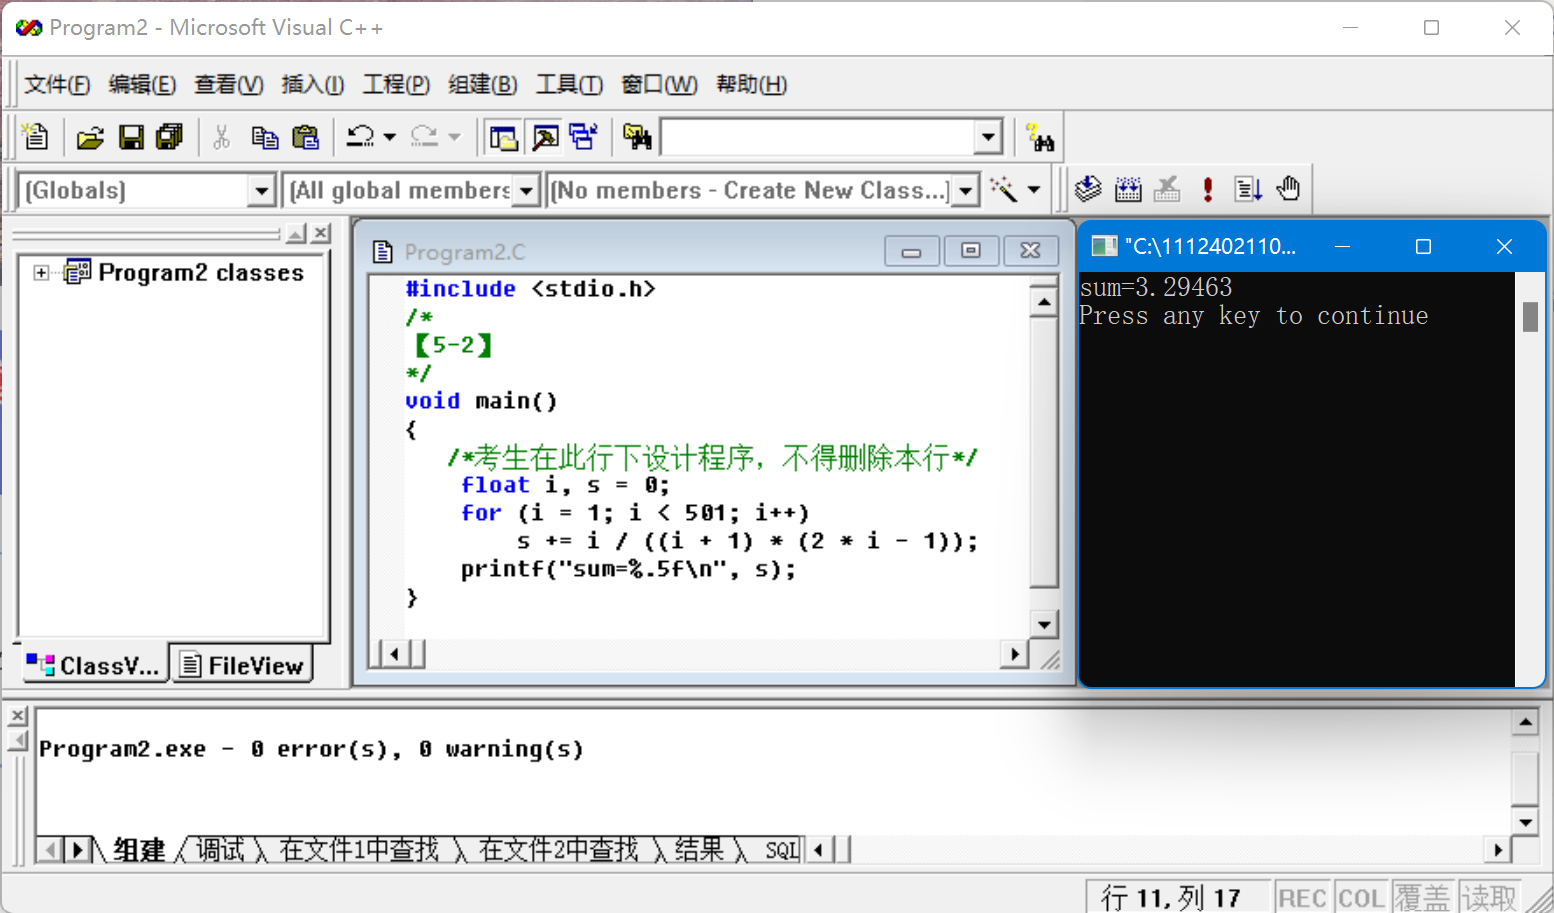 Program2 - Microsoft Visual C++
文件(F) 编辑(E) 查看(V) 插入(I) 工程(P) 组建(B) 工具(T) 窗口(W) 帮助(H)
(Globals) (All global members (No members - Create New Class...)
Program2 classes
ClassV... FileView
Program2.C
#include <stdio.h>
/*
【5-2】
*/
void main()
{
/*考生在此行下设计程序，不得删除本行*/
float i, s = 0;
for (i = 1; i < 501; i++)
s += i / ((i + 1) * (2 * i - 1));
printf("sum=%.5f\n", s);
}
"C:\1112402110...
sum=3.29463
Press any key to continue
Program2.exe - 0 error(s), 0 warning(s)
组建 调试 在文件1中查找 在文件2中查找 结果 SQL
行 11, 列 17 REC COL 覆盖 读取